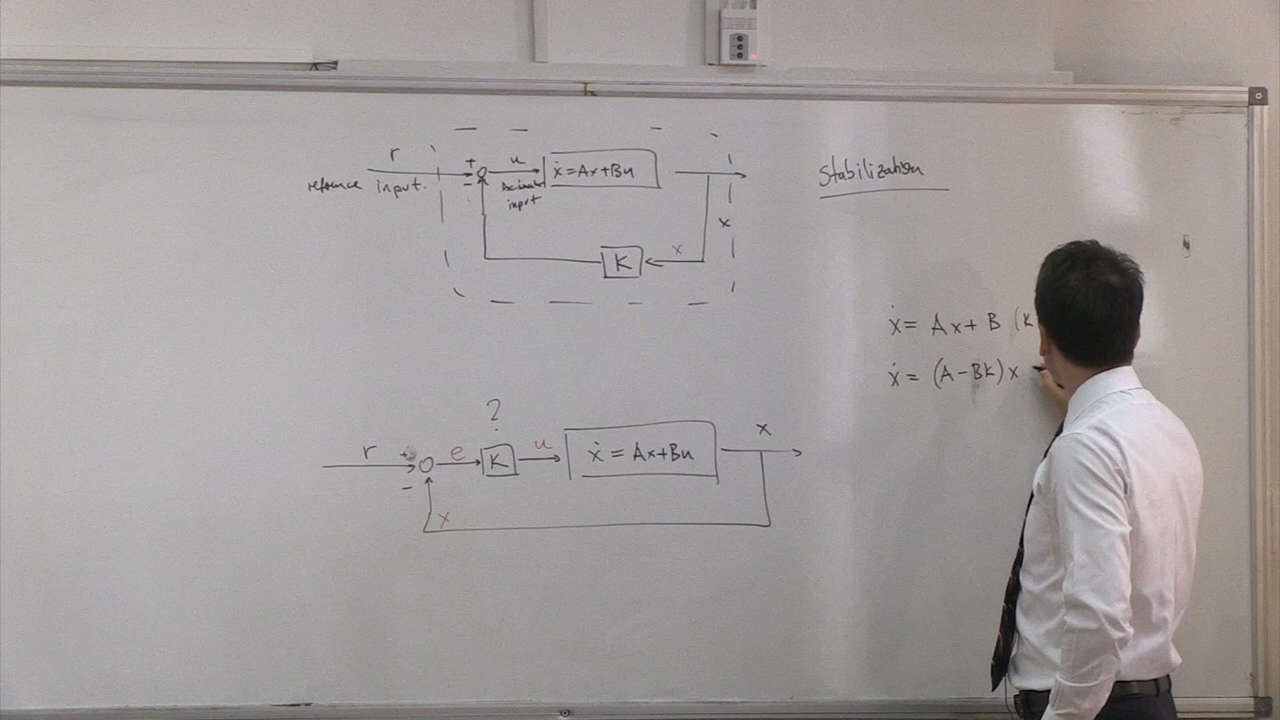 r
reference input.
+
-
u
Actuator input
ẋ=Ax+Bu
x
x
K
Stabilization
ẋ= Ax+ B (K
ẋ = (A-BK)x
?
r
+
-
e
K
u
ẋ = Ax+Bu
x
x